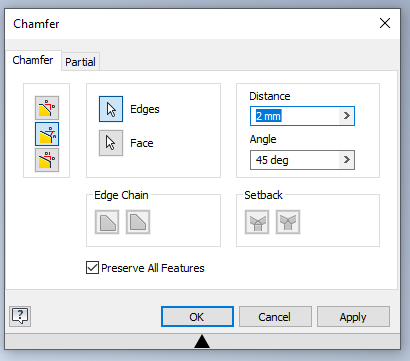 Chamfer
Chamfer Partial
Edges
Face
Distance
2 mm
Angle
45 deg
Edge Chain
Setback
Preserve All Features
?
OK Cancel Apply